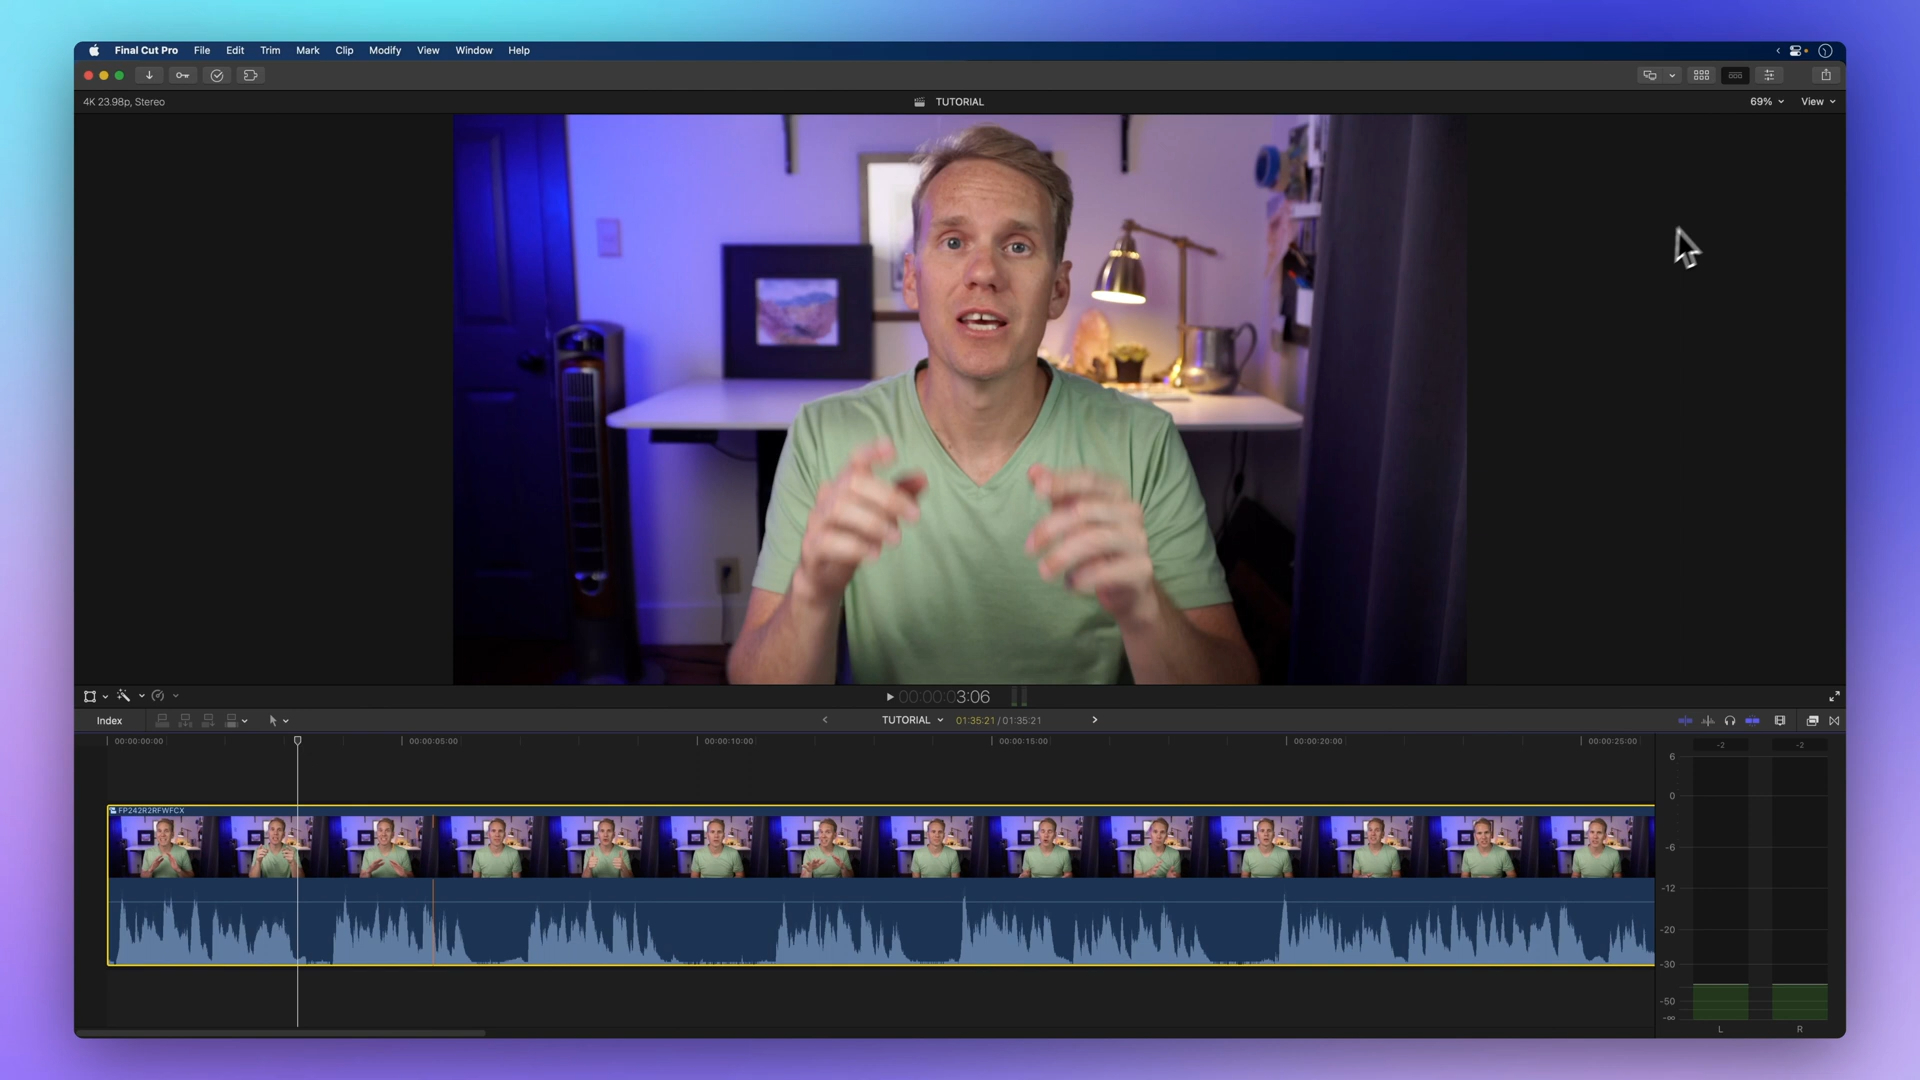 Final Cut Pro File Edit Trim Mark Clip Modify View Window Help
4K 23.98p, Stereo
TUTORIAL
69% View
00:00:03:06
Index
TUTORIAL 01:35:21 / 01:35:21
00:00:00:00 00:00:05:00 00:00:10:00 00:00:15:00 00:00:20:00 00:00:25:00
-2 -2
6
0
FP242R2RFWFCX
-6
-12
-20
-30
-50
-∞
L R